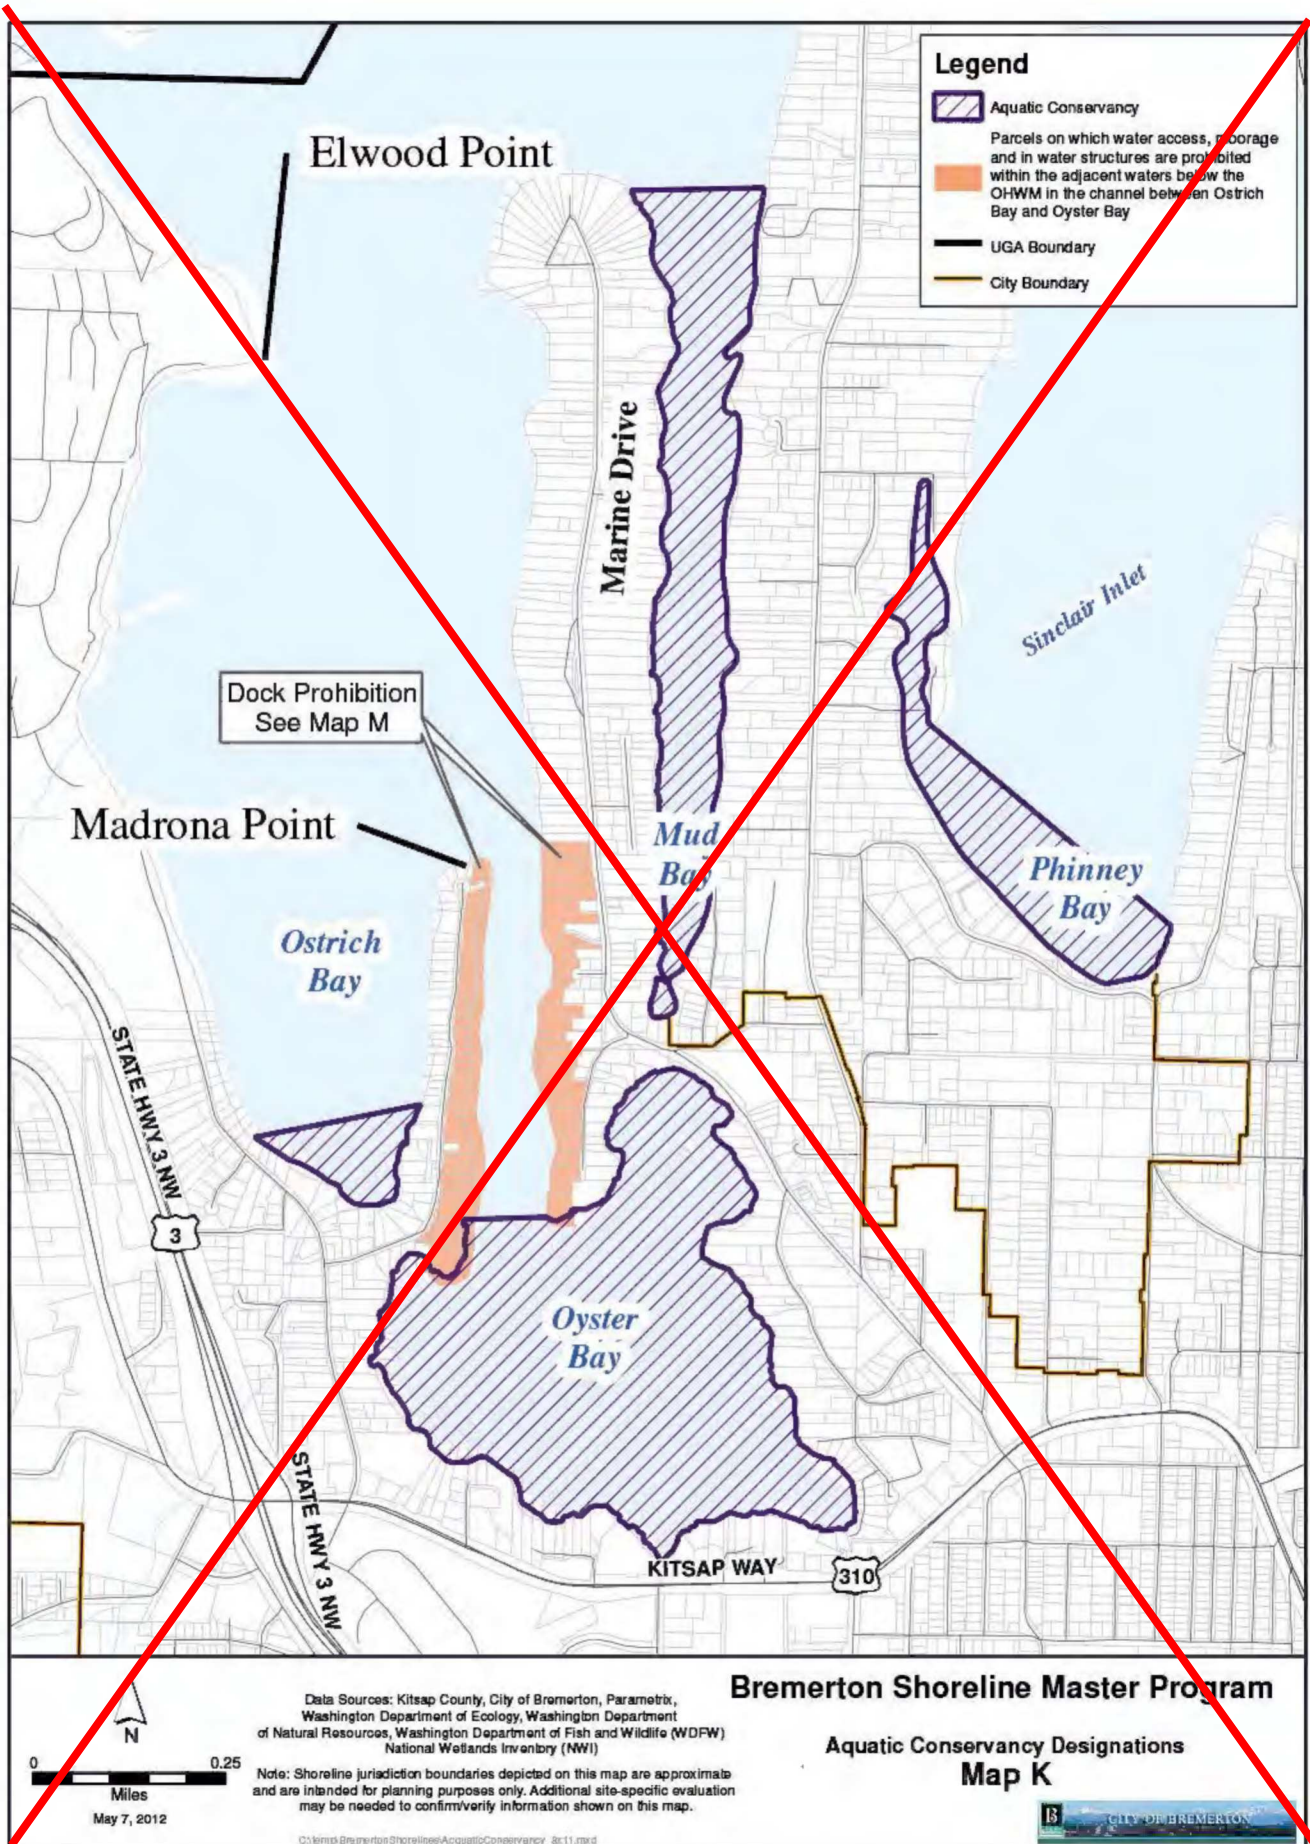 Legend
Aquatic Conservancy
Parcels on which water access, moorage
and in water structures are prohibited
within the adjacent waters below the
OHWM in the channel between Ostrich
Bay and Oyster Bay
UGA Boundary
City Boundary
Elwood Point
Marine Drive
Sinclair Inlet
Dock Prohibition
See Map M
Madrona Point
Mud
Bay
Phinney
Bay
Ostrich
Bay
STATE HWY 3 NW
3
Oyster
Bay
STATE HWY 3 NW
KITSAP WAY
310
N
0 0.25
Miles
May 7, 2012
Data Sources: Kitsap County, City of Bremerton, Parametrix,
Washington Department of Ecology, Washington Department
of Natural Resources, Washington Department of Fish and Wildlife (WDFW)
National Wetlands Inventory (NWI)
Note: Shoreline jurisdiction boundaries depicted on this map are approximate
and are intended for planning purposes only. Additional site-specific evaluation
may be needed to confirm/verify information shown on this map.
Bremerton Shoreline Master Program
Aquatic Conservancy Designations
Map K
B
CITY OF BREMERTON